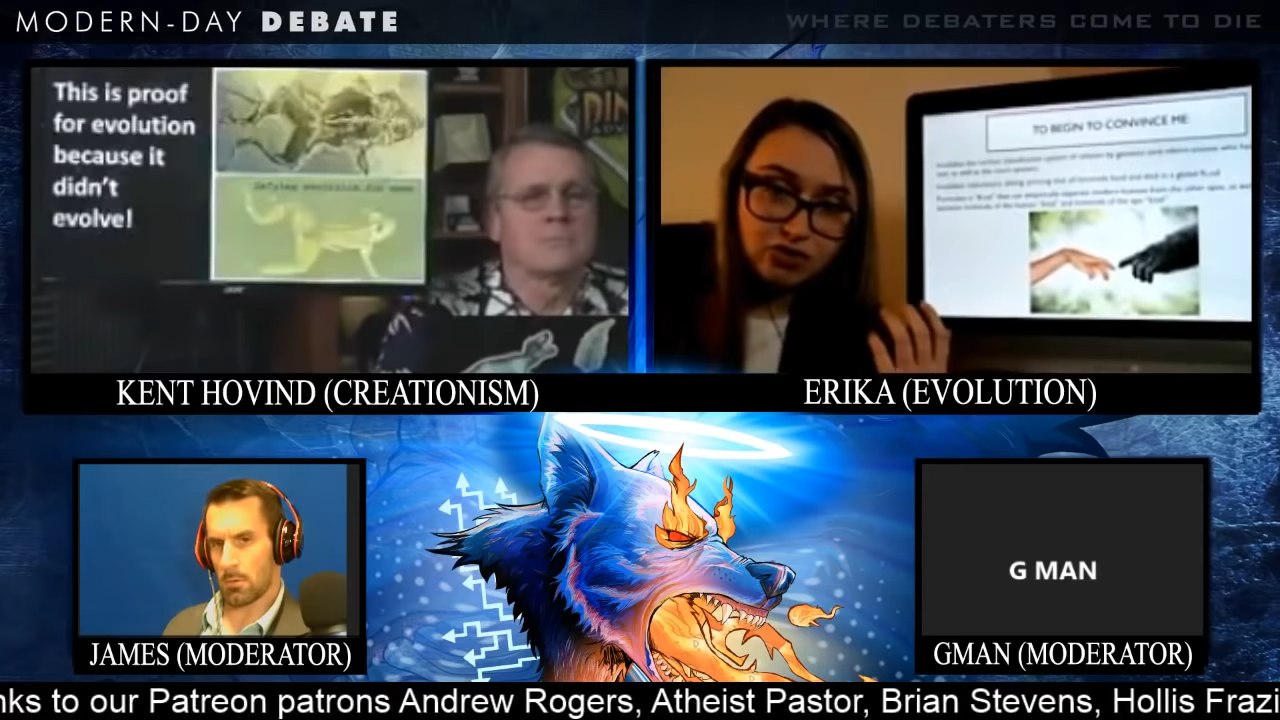 MODERN-DAY DEBATE
WHERE DEBATERS COME TO DIE
This is proof
for evolution
because it
didn't
evolve!
TO BEGIN TO CONVINCE ME:
KENT HOVIND (CREATIONISM)
ERIKA (EVOLUTION)
G MAN
JAMES (MODERATOR)
GMAN (MODERATOR)
nks to our Patreon patrons Andrew Rogers, Atheist Pastor, Brian Stevens, Hollis Frazi